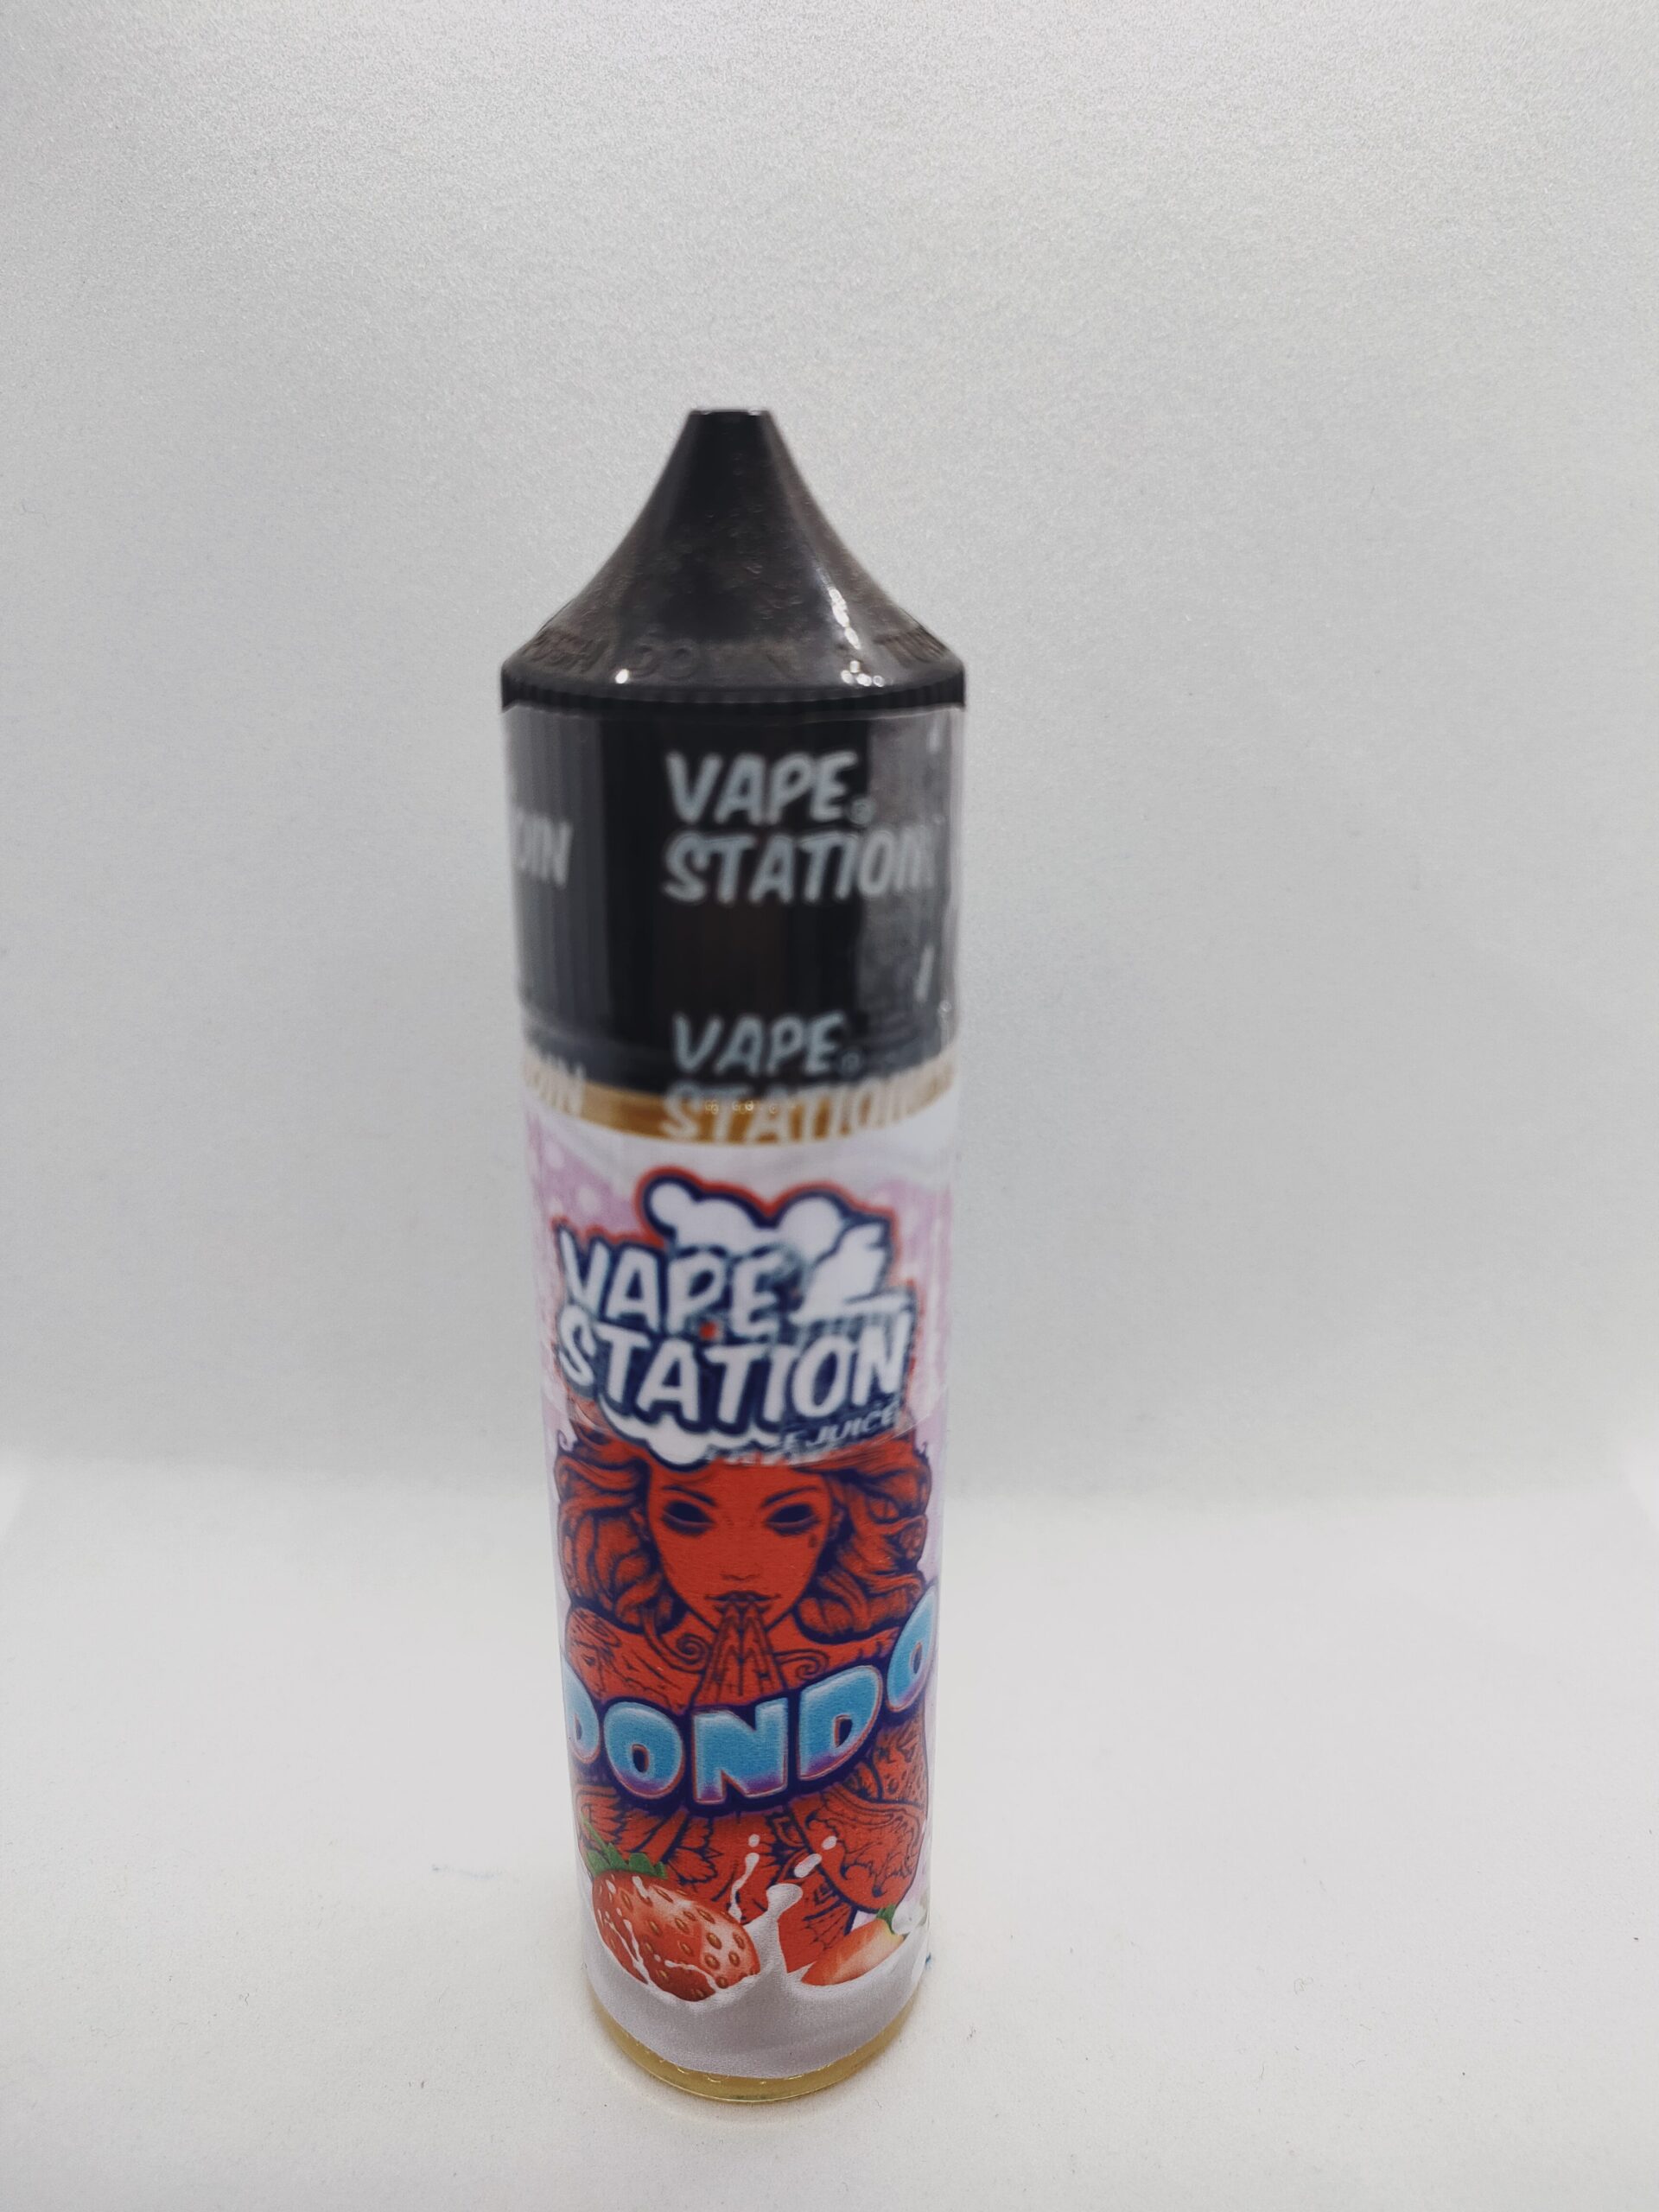 VAPE
STATION
VAPE
STATION
VAPE
STATION
E JUICE
DONDO